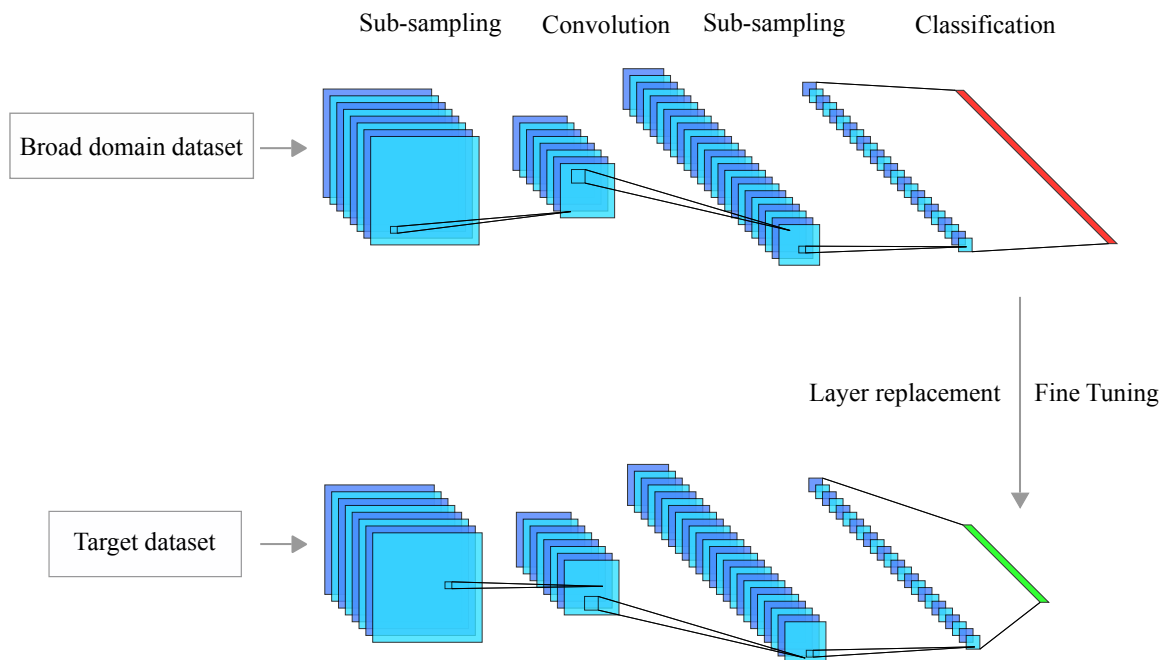 Sub-sampling Convolution Sub-sampling Classification
Broad domain dataset
Layer replacement Fine Tuning
Target dataset